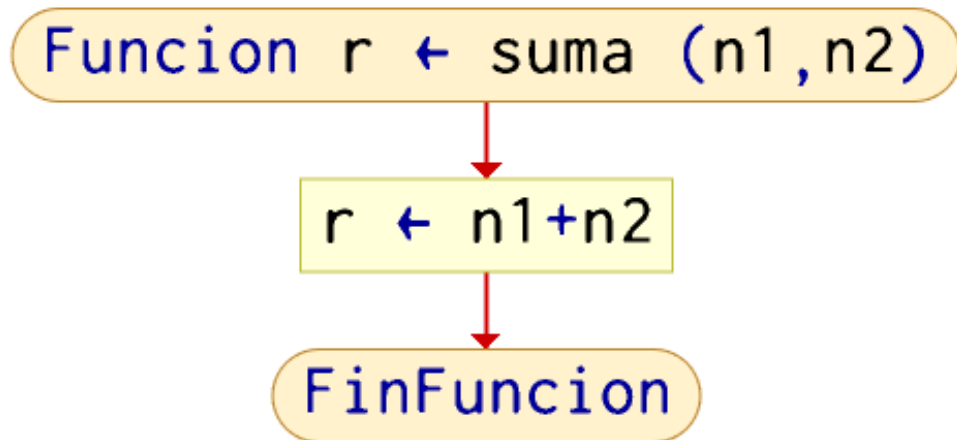 Funcion r ← suma (n1,n2)
r ← n1+n2
FinFuncion